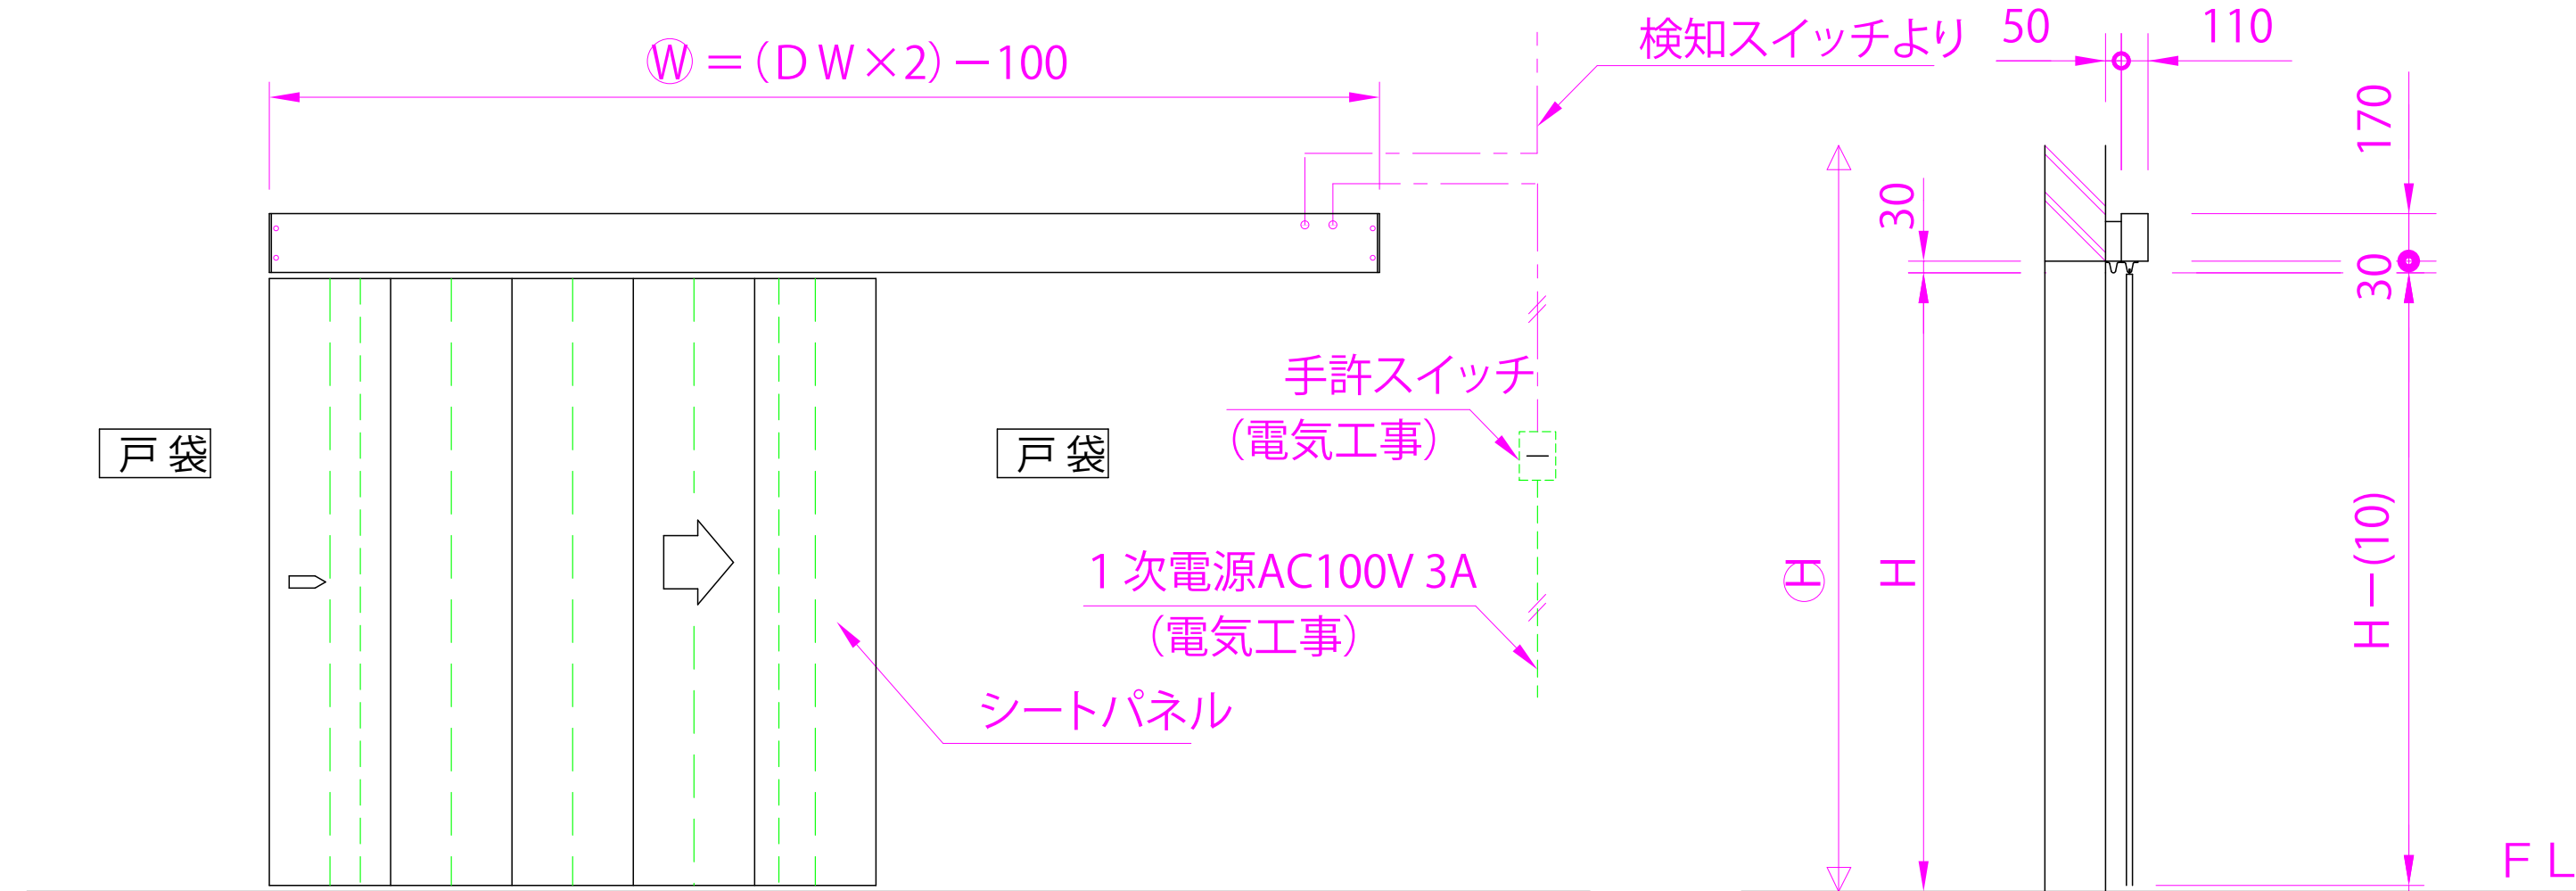 Ⓦ＝(ＤＷ×2)－100
検知スイッチより
50
110
170
30
30
手許スイッチ
(電気工事)
戸袋
戸袋
１次電源AC100V 3A
(電気工事)
Ⓗ
Ｈ
Ｈ－(10)
シートパネル
ＦＬ